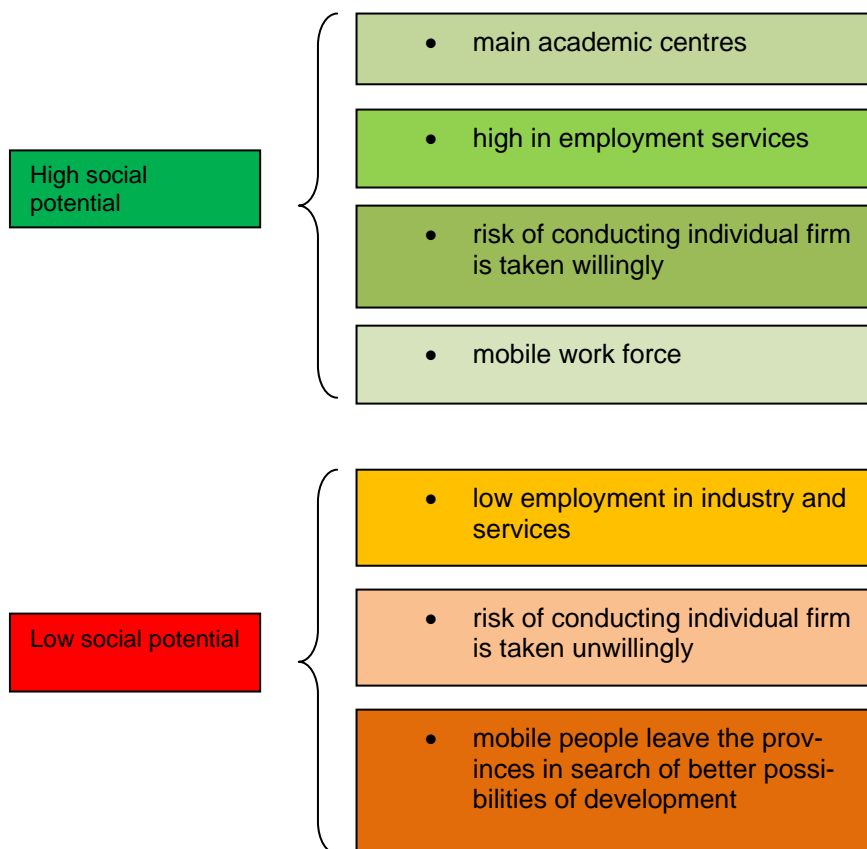 High social
potential
• main academic centres
• high in employment services
• risk of conducting individual firm
is taken willingly
• mobile work force
Low social potential
• low employment in industry and
services
• risk of conducting individual firm
is taken unwillingly
• mobile people leave the prov-
inces in search of better possi-
bilities of development